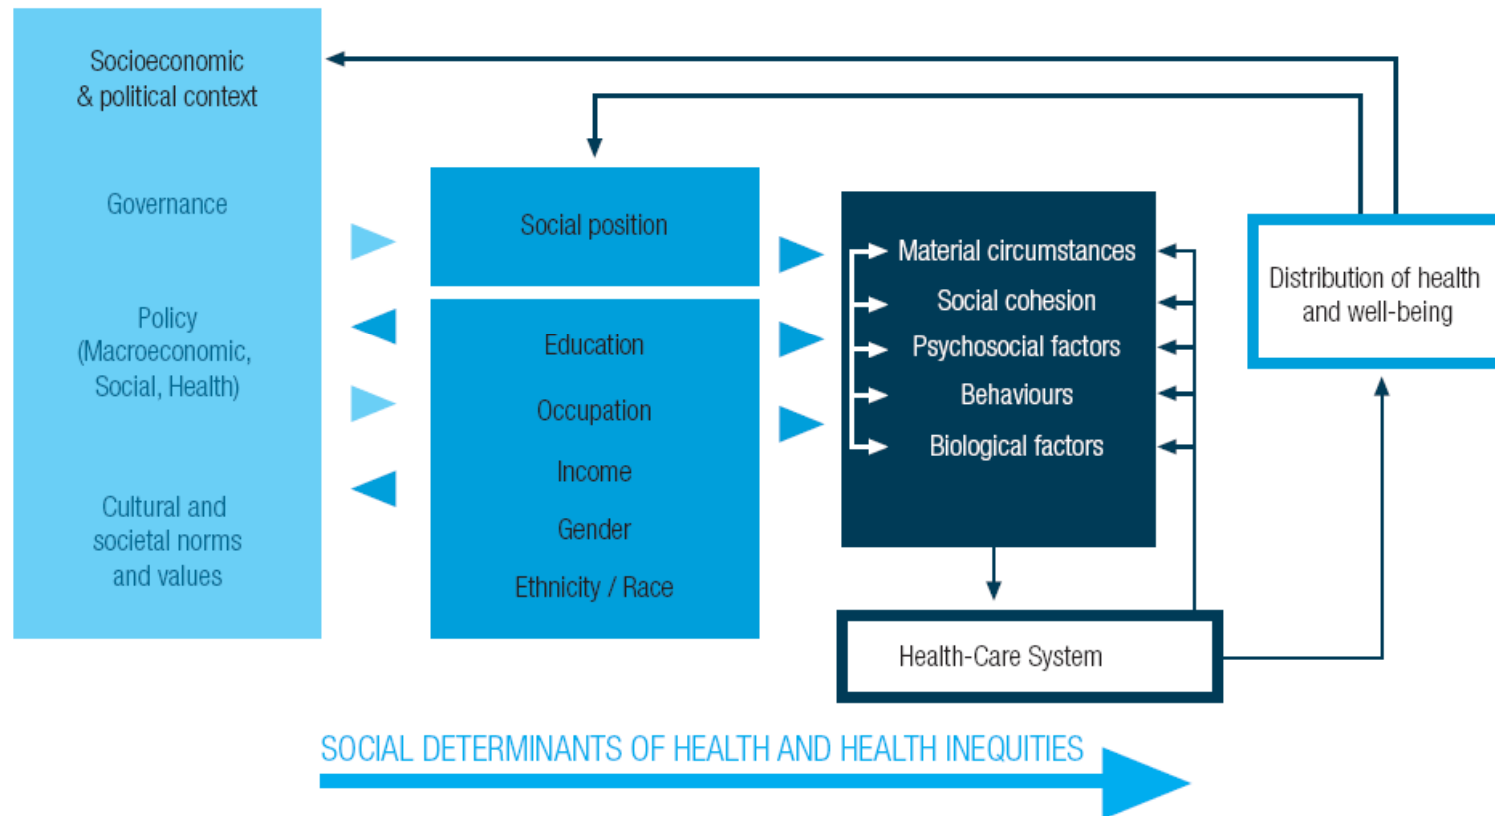 Socioeconomic
& political context
Governance
Policy
(Macroeconomic,
Social, Health)
Cultural and
societal norms
and values
Social position
Education
Occupation
Income
Gender
Ethnicity / Race
Material circumstances
Social cohesion
Psychosocial factors
Behaviours
Biological factors
Health-Care System
Distribution of health
and well-being
SOCIAL DETERMINANTS OF HEALTH AND HEALTH INEQUITIES